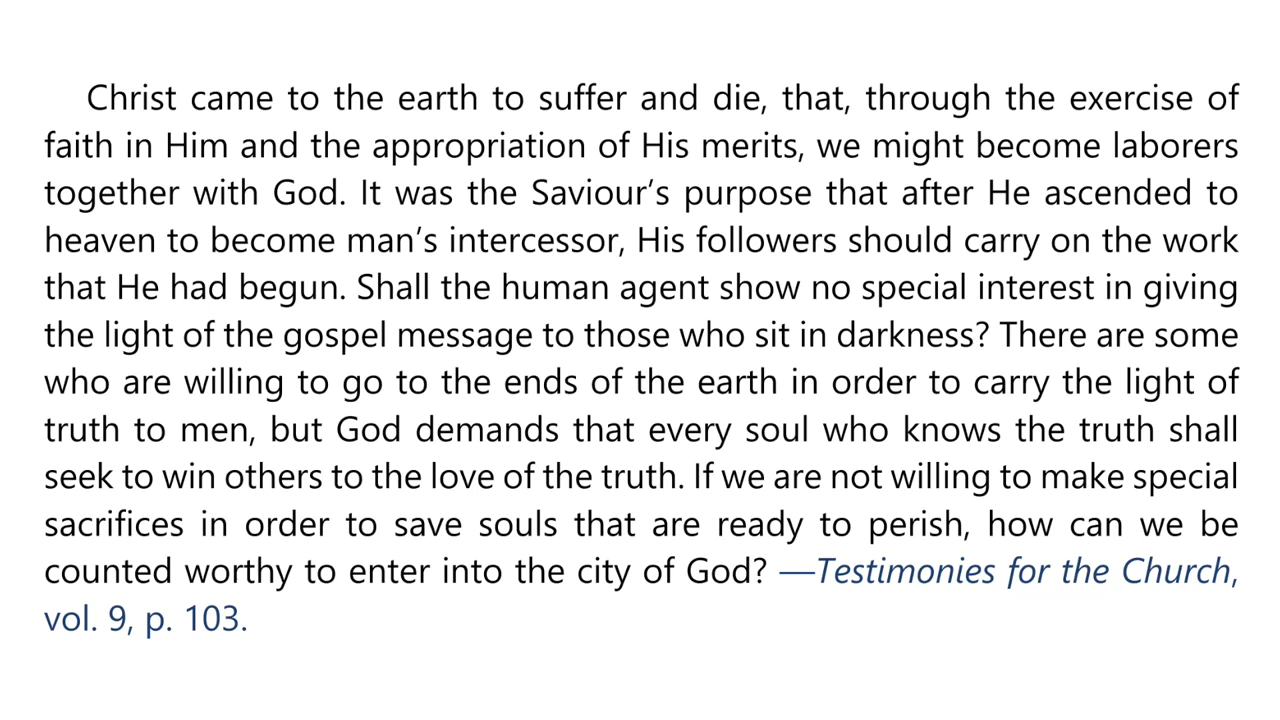 Christ came to the earth to suffer and die, that, through the exercise of
faith in Him and the appropriation of His merits, we might become laborers
together with God. It was the Saviour’s purpose that after He ascended to
heaven to become man’s intercessor, His followers should carry on the work
that He had begun. Shall the human agent show no special interest in giving
the light of the gospel message to those who sit in darkness? There are some
who are willing to go to the ends of the earth in order to carry the light of
truth to men, but God demands that every soul who knows the truth shall
seek to win others to the love of the truth. If we are not willing to make special
sacrifices in order to save souls that are ready to perish, how can we be
counted worthy to enter into the city of God? —Testimonies for the Church,
vol. 9, p. 103.